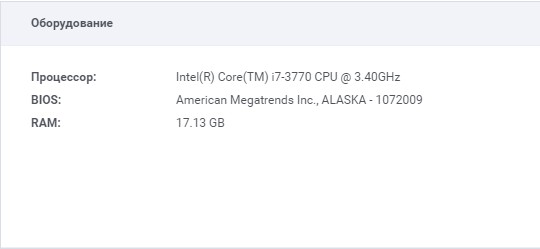 Оборудование
Процессор: Intel(R) Core(TM) i7-3770 CPU @ 3.40GHz
BIOS: American Megatrends Inc., ALASKA - 1072009
RAM: 17.13 GB